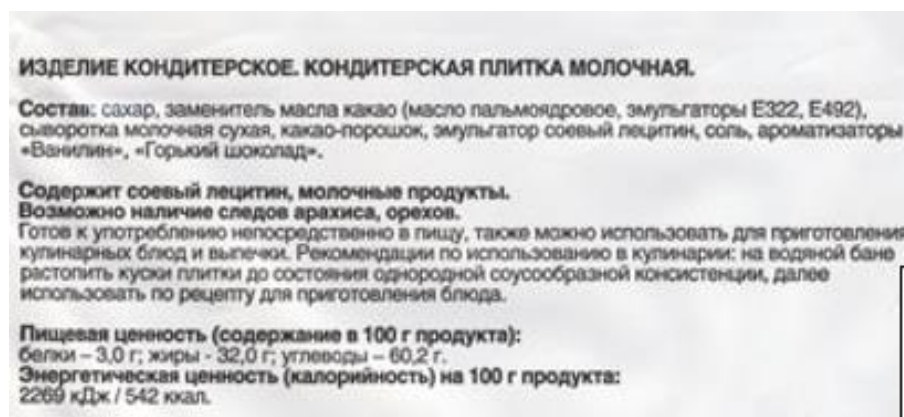 ИЗДЕЛИЕ КОНДИТЕРСКОЕ. КОНДИТЕРСКАЯ ПЛИТКА МОЛОЧНАЯ.
Состав: сахар, заменитель масла какао (масло пальмоядровое, эмульгаторы Е322, Е492),
сыворотка молочная сухая, какао-порошок, эмульгатор соевый лецитин, соль, ароматизаторы
«Ванилин», «Горький шоколад».
Содержит соевый лецитин, молочные продукты.
Возможно наличие следов арахиса, орехов.
Готов к употреблению непосредственно в пищу, также можно использовать для приготовления
кулинарных блюд и выпечки. Рекомендации по использованию в кулинарии: на водяной бане
растопить куски плитки до состояния однородной соусообразной консистенции, далее
использовать по рецепту для приготовления блюда.
Пищевая ценность (содержание в 100 г продукта):
белки – 3,0 г; жиры - 32,0 г; углеводы – 60,2 г.
Энергетическая ценность (калорийность) на 100 г продукта:
2269 кДж / 542 ккал.